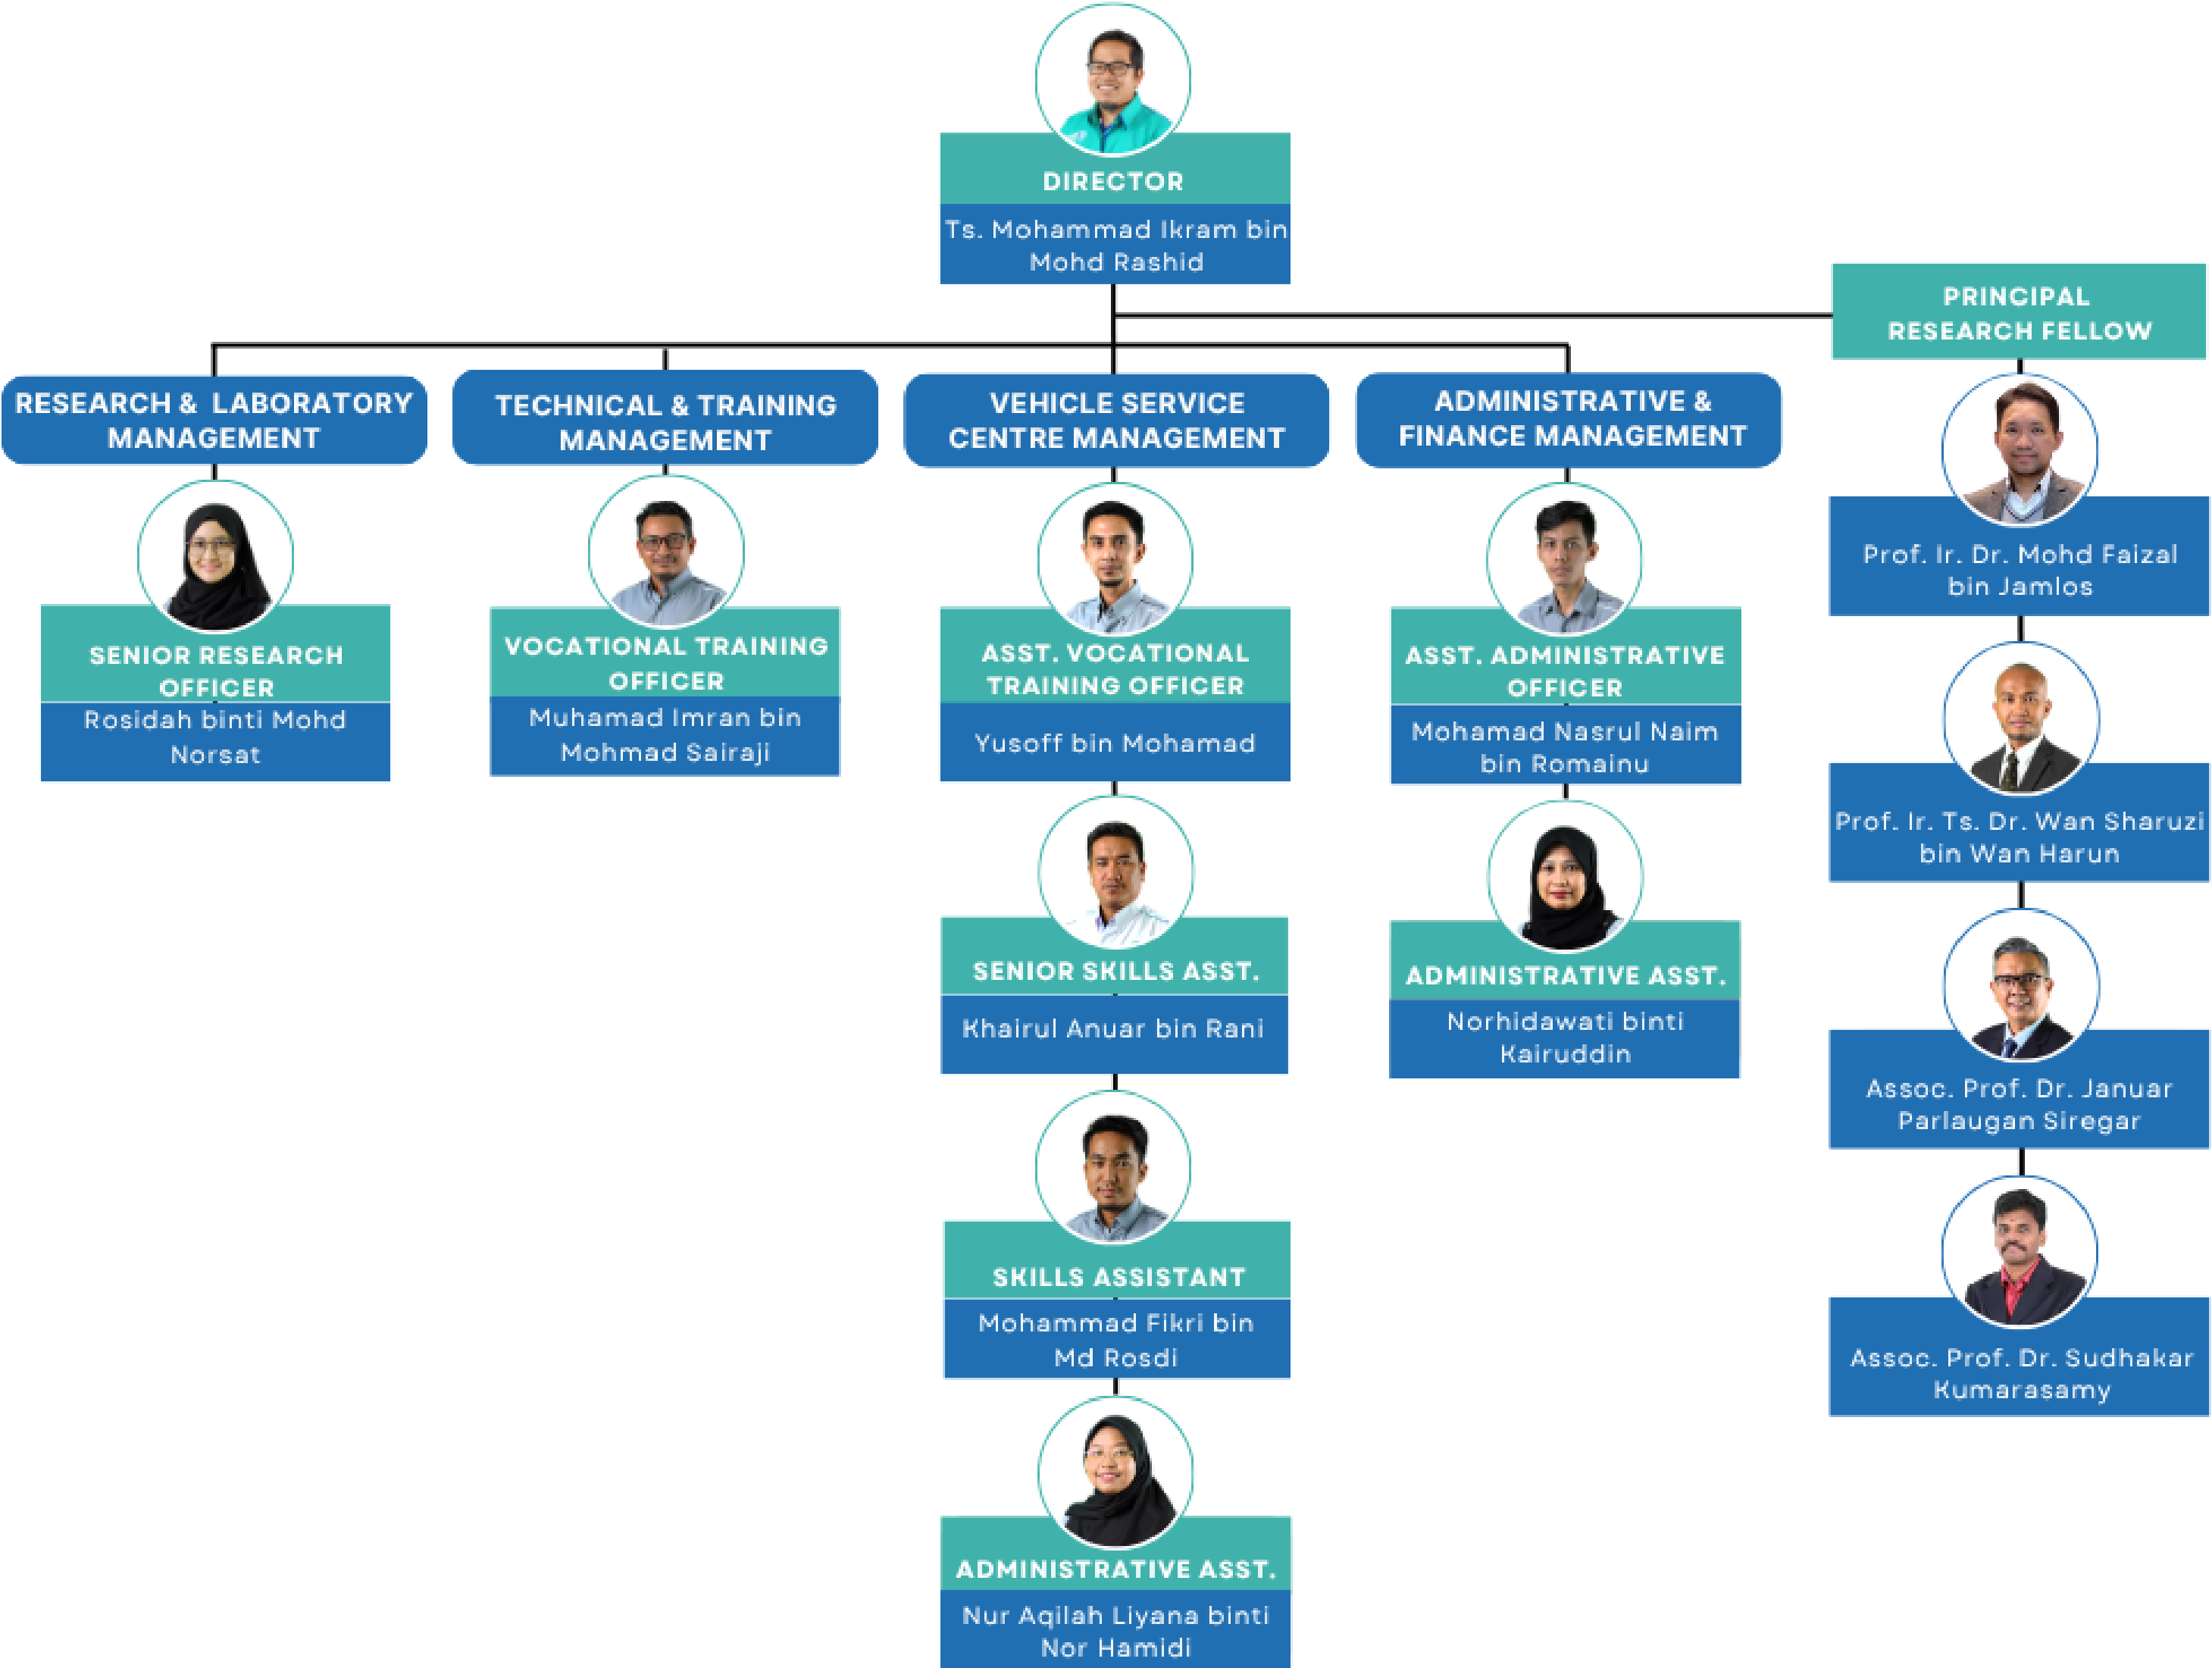 DIRECTOR
Ts. Mohammad Ikram bin
Mohd Rashid
PRINCIPAL
RESEARCH FELLOW
RESEARCH & LABORATORY
MANAGEMENT
TECHNICAL & TRAINING
MANAGEMENT
VEHICLE SERVICE
CENTRE MANAGEMENT
ADMINISTRATIVE &
FINANCE MANAGEMENT
SENIOR RESEARCH
OFFICER
Rosidah binti Mohd
Norsat
VOCATIONAL TRAINING
OFFICER
Muhamad Imran bin
Mohmad Sairaji
ASST. VOCATIONAL
TRAINING OFFICER
Yusoff bin Mohamad
SENIOR SKILLS ASST.
Khairul Anuar bin Rani
SKILLS ASSISTANT
Mohammad Fikri bin
Md Rosdi
ADMINISTRATIVE ASST.
Nur Aqilah Liyana binti
Nor Hamidi
ASST. ADMINISTRATIVE
OFFICER
Mohamad Nasrul Naim
bin Romainu
ADMINISTRATIVE ASST.
Norhidawati binti
Kairuddin
Prof. Ir. Dr. Mohd Faizal
bin Jamlos
Prof. Ir. Ts. Dr. Wan Sharuzi
bin Wan Harun
Assoc. Prof. Dr. Januar
Parlaugan Siregar
Assoc. Prof. Dr. Sudhakar
Kumarasamy